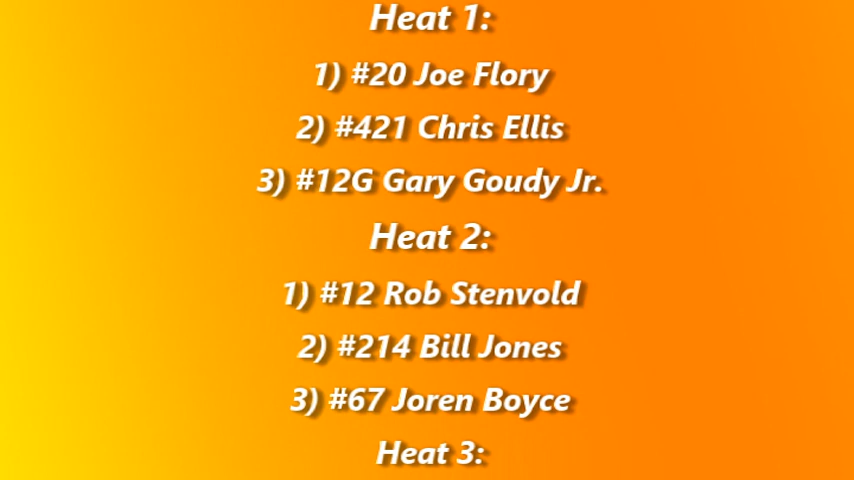 Heat 1:
1) #20 Joe Flory
2) #421 Chris Ellis
3) #12G Gary Goudy Jr.
Heat 2:
1) #12 Rob Stenvold
2) #214 Bill Jones
3) #67 Joren Boyce
Heat 3: